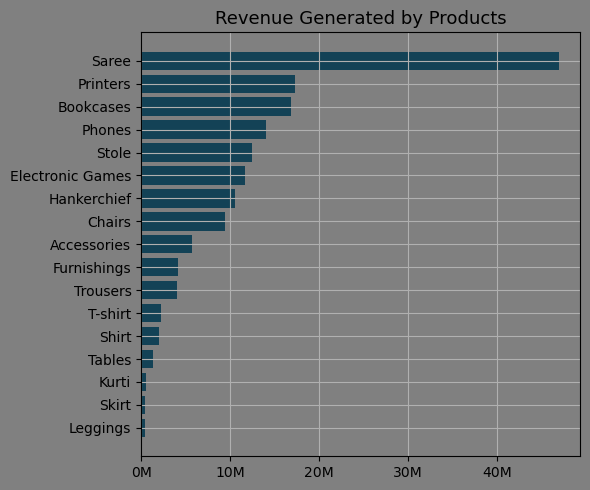 Revenue Generated by Products
Saree
Printers
Bookcases
Phones
Stole
Electronic Games
Hankerchief
Chairs
Accessories
Furnishings
Trousers
T-shirt
Shirt
Tables
Kurti
Skirt
Leggings
0M 10M 20M 30M 40M